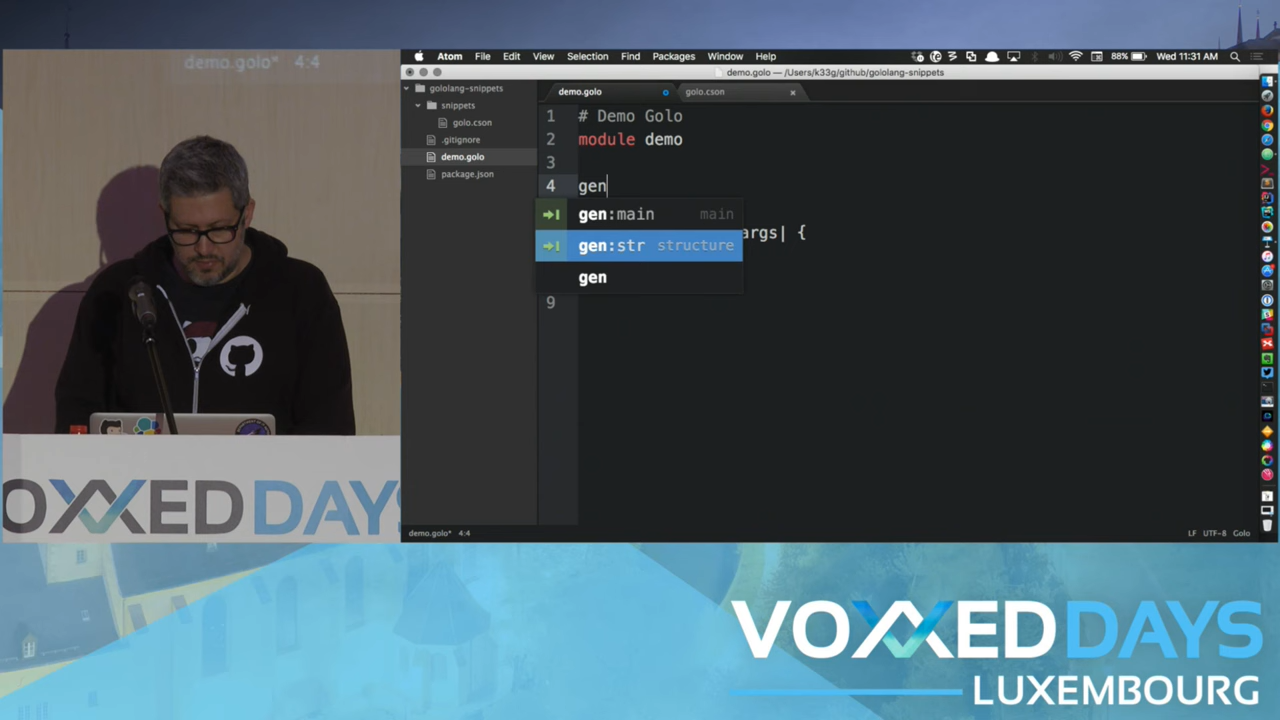 demo.golo* 4:4
Atom File Edit View Selection Find Packages Window Help
88% Wed 11:31 AM
demo.golo — /Users/k33g/github/gololang-snippets
gololang-snippets
snippets
golo.cson
.gitignore
demo.golo
package.json
demo.golo
golo.cson
1 # Demo Golo
2 module demo
3
4 gen
gen:main main
args| {
gen:str structure
gen
9
demo.golo* 4:4
LF UTF-8 Golo
OXXED DAYS
VOXXED DAYS
LUXEMBOURG